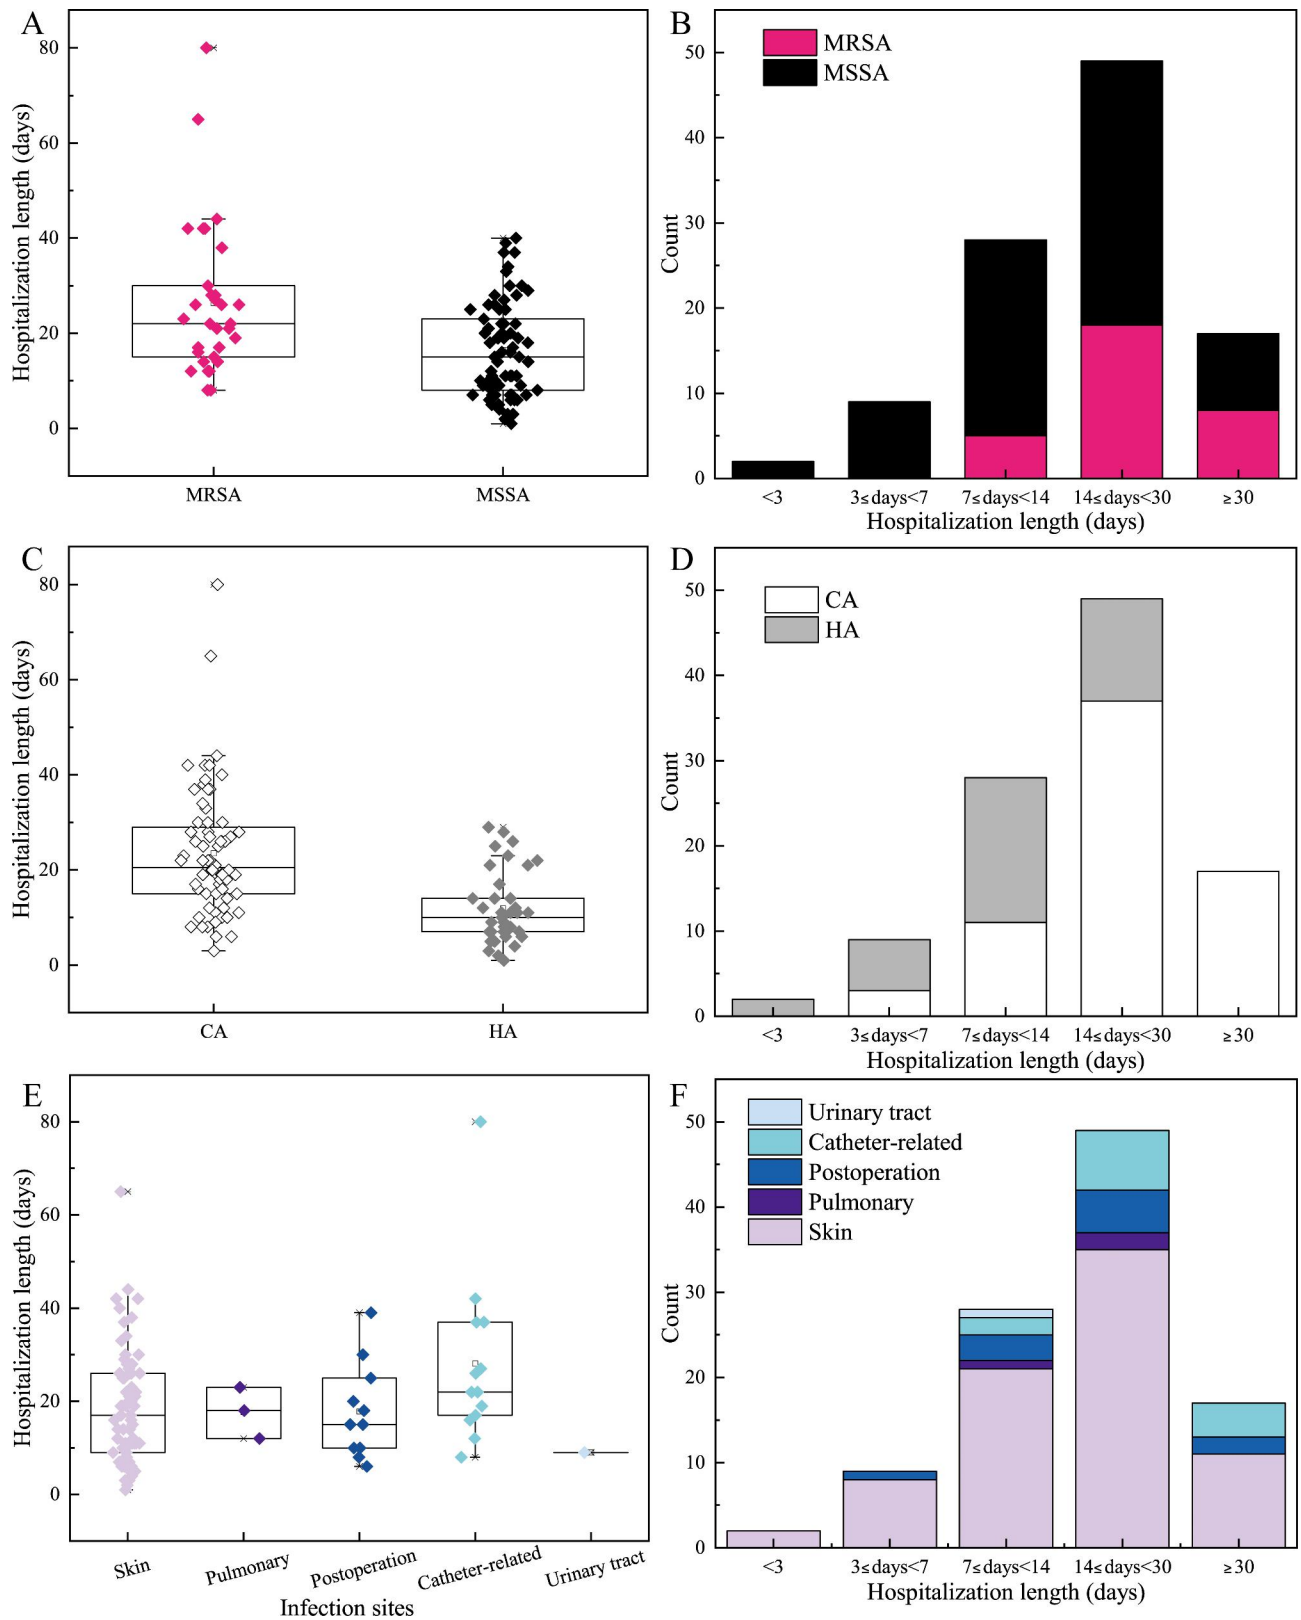 A
Hospitalization length (days)
80
60
40
20
0
MRSA
MSSA
B
MRSA
MSSA
Count
50
40
30
20
10
0
<3
3≤days<7
7≤days<14
14≤days<30
≥30
Hospitalization length (days)
C
Hospitalization length (days)
80
60
40
20
0
CA
HA
D
CA
HA
Count
50
40
30
20
10
0
<3
3≤days<7
7≤days<14
14≤days<30
≥30
Hospitalization length (days)
E
Hospitalization length (days)
80
60
40
20
0
Skin
Pulmonary
Postoperation
Catheter-related
Urinary tract
Infection sites
F
Urinary tract
Catheter-related
Postoperation
Pulmonary
Skin
Count
50
40
30
20
10
0
<3
3≤days<7
7≤days<14
14≤days<30
≥30
Hospitalization length (days)